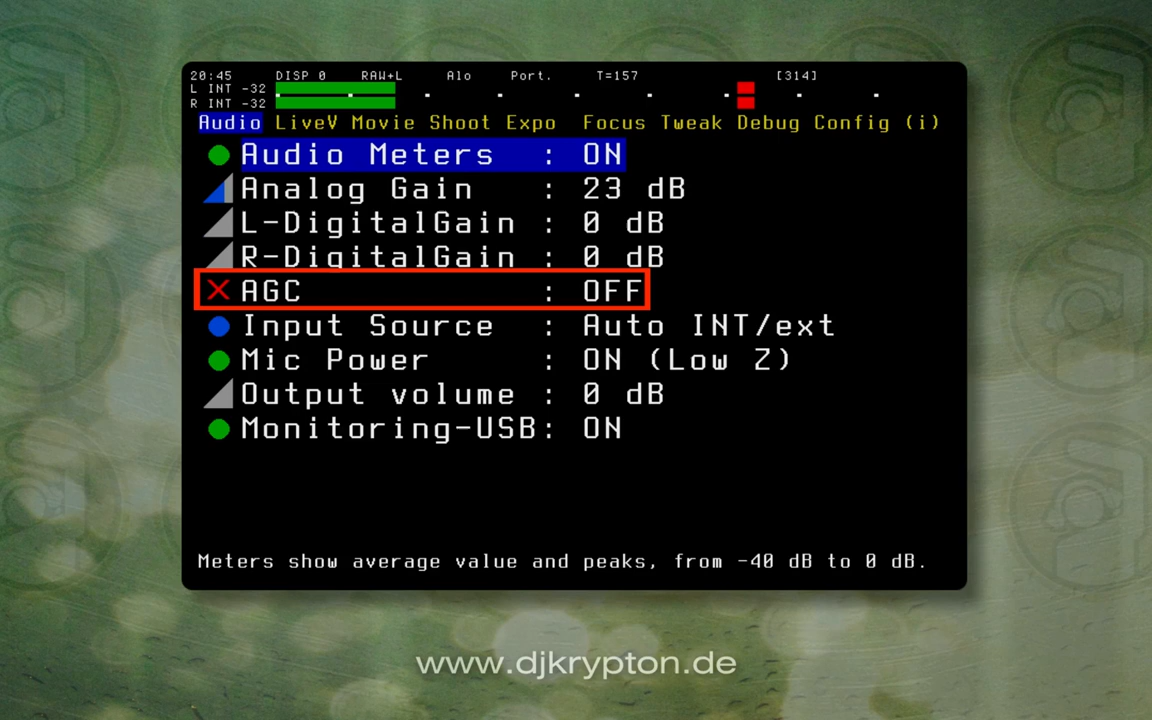 20:45 DISP 0 RAW+L Alo Port. T=157 [314]
L INT -32
R INT -32
Audio LiveV Movie Shoot Expo Focus Tweak Debug Config (i)
Audio Meters : ON
Analog Gain : 23 dB
L-DigitalGain : 0 dB
R-DigitalGain : 0 dB
AGC : OFF
Input Source : Auto INT/ext
Mic Power : ON (Low Z)
Output volume : 0 dB
Monitoring-USB: ON
Meters show average value and peaks, from -40 dB to 0 dB.
www.djkrypton.de